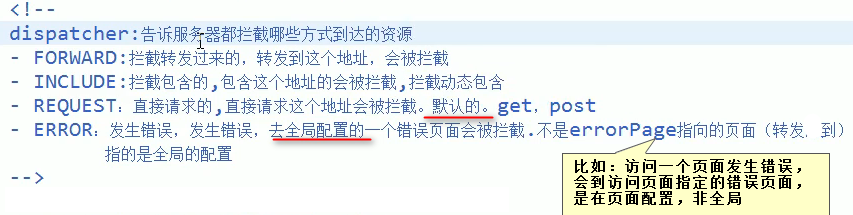 <!--
dispatcher:告诉服务器都拦截哪些方式到达的资源
- FORWARD:拦截转发过来的，转发到这个地址，会被拦截
- INCLUDE:拦截包含的,包含这个地址的会被拦截,拦截动态包含
- REQUEST：直接请求的,直接请求这个地址会被拦截。默认的。get，post
- ERROR：发生错误，发生错误，去全局配置的一个错误页面会被拦截.不是errorPage指向的页面（转发，到）
指的是全局的配置
-->
比如：访问一个页面发生错误，
会到访问页面指定的错误页面，
是在页面配置，非全局